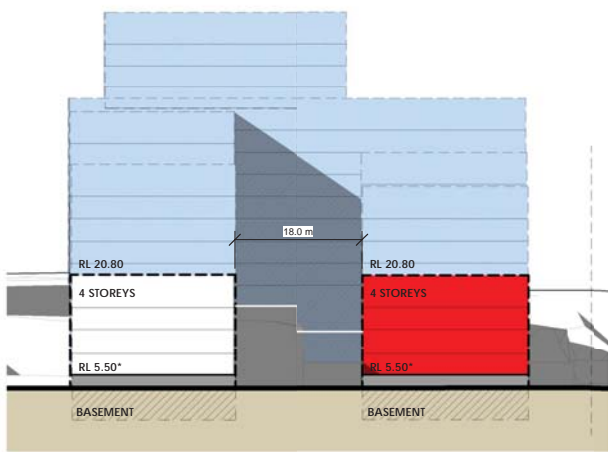 18.0 m
RL 20.80
RL 20.80
4 STOREYS
4 STOREYS
RL 5.50*
RL 5.50*
BASEMENT
BASEMENT